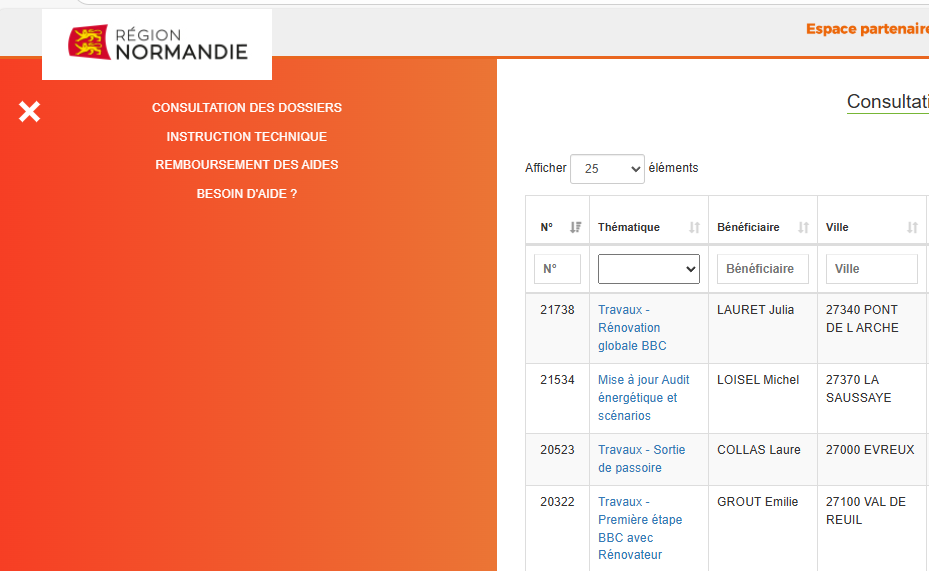 RÉGION
NORMANDIE
Espace partenaire
CONSULTATION DES DOSSIERS
INSTRUCTION TECHNIQUE
REMBOURSEMENT DES AIDES
BESOIN D'AIDE ?
Consultati
Afficher 25 éléments
N° Thématique Bénéficiaire Ville
N° Bénéficiaire Ville
21738 Travaux - LAURET Julia 27340 PONT
Rénovation DE L ARCHE
globale BBC
21534 Mise à jour Audit LOISEL Michel 27370 LA
énergétique et SAUSSAYE
scénarios
20523 Travaux - Sortie COLLAS Laure 27000 EVREUX
de passoire
20322 Travaux - GROUT Emilie 27100 VAL DE
Première étape REUIL
BBC avec
Rénovateur